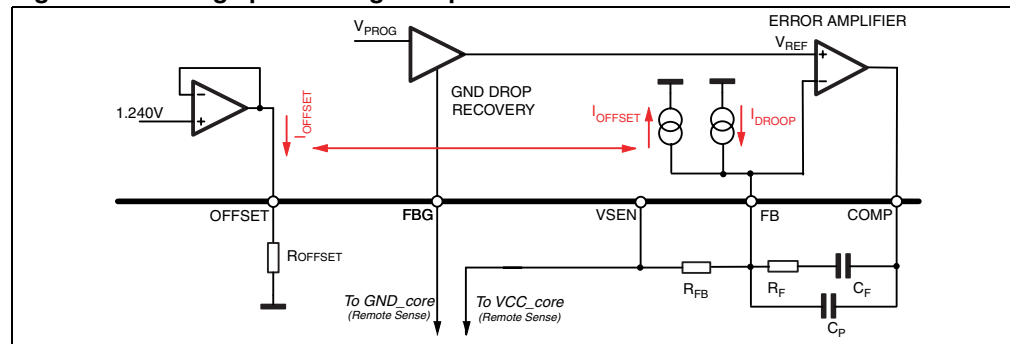 ERROR AMPLIFIER
VPROG
VREF
GND DROP
RECOVERY
1.240V
IOFFSET
IOFFSET
IDROOP
OFFSET
FBG
VSEN
FB
COMP
ROFFSET
RFB
RF
CF
CP
To GND_core
(Remote Sense)
To VCC_core
(Remote Sense)